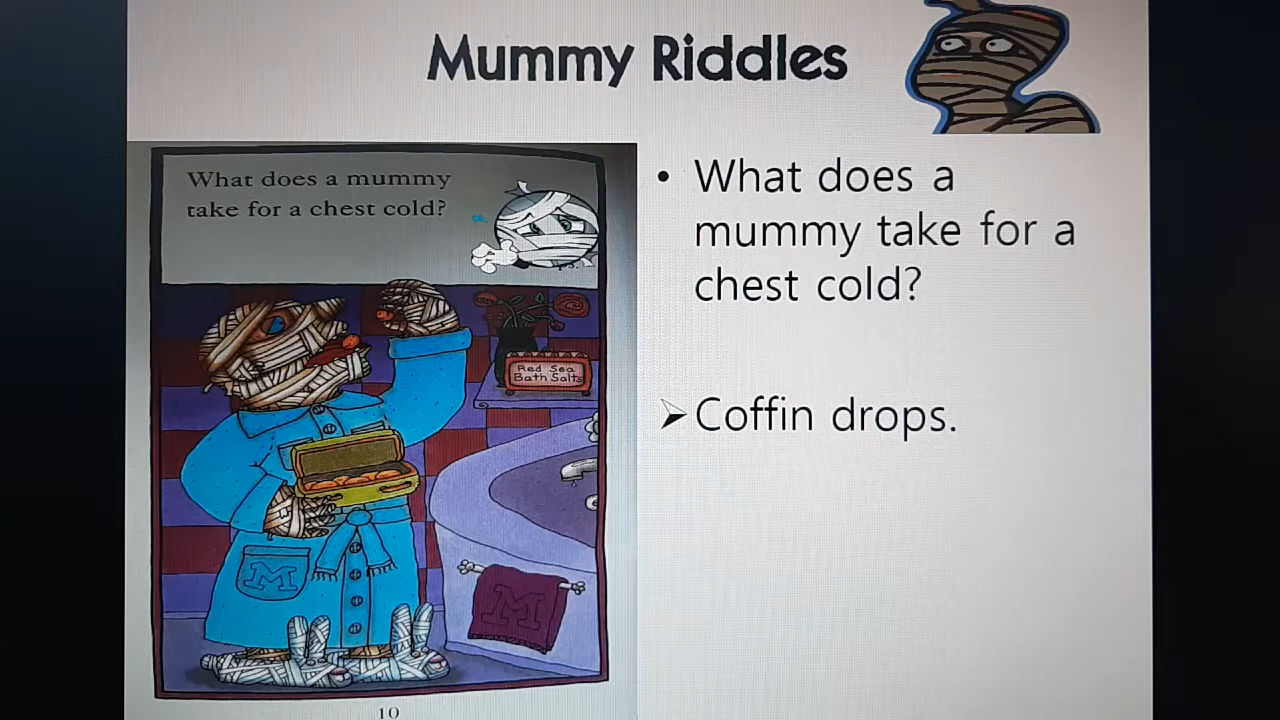 Mummy Riddles
What does a mummy
take for a chest cold?
Red Sea
Bath Salts
M
M
10
• What does a
mummy take for a
chest cold?
➢ Coffin drops.